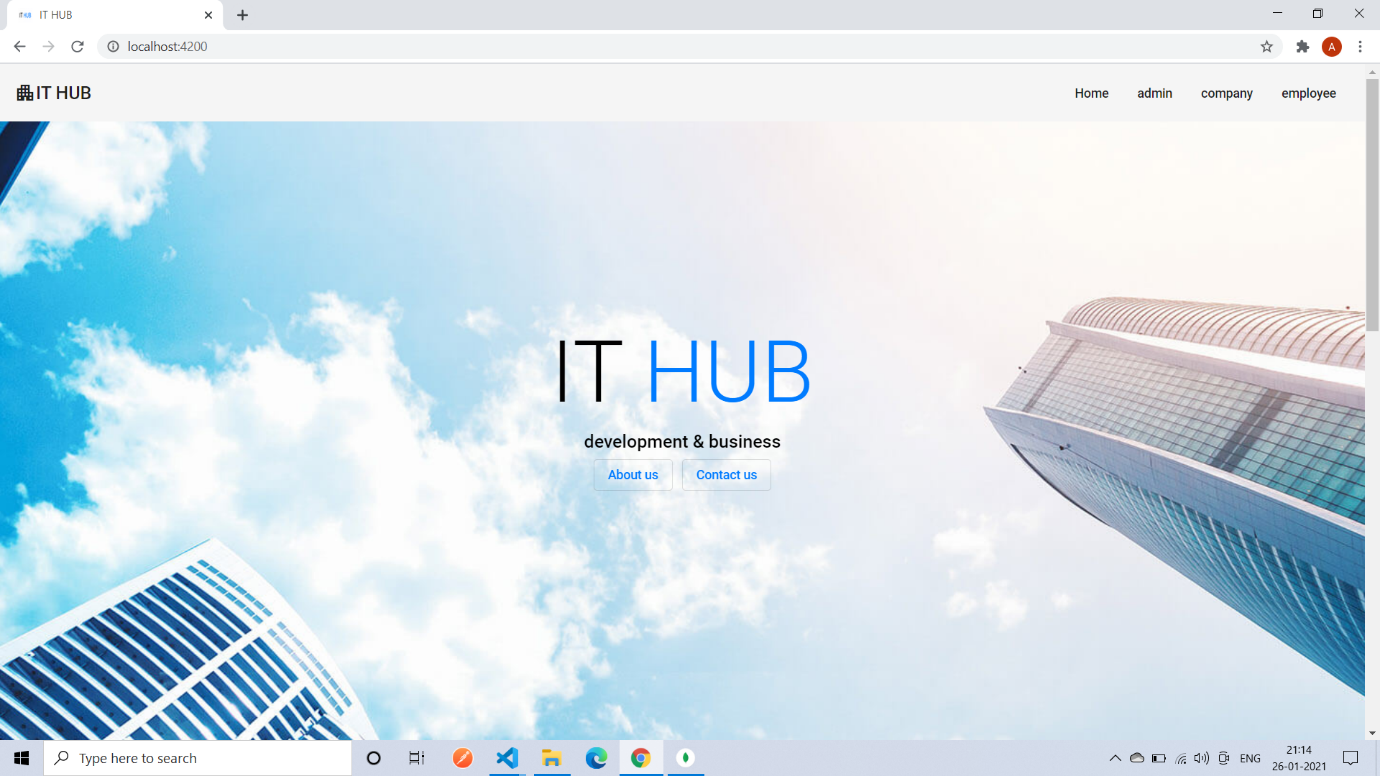 IT HUB
localhost:4200
A
IT HUB
Home admin company employee
IT HUB
development & business
About us Contact us
Type here to search
ENG
21:14
26-01-2021